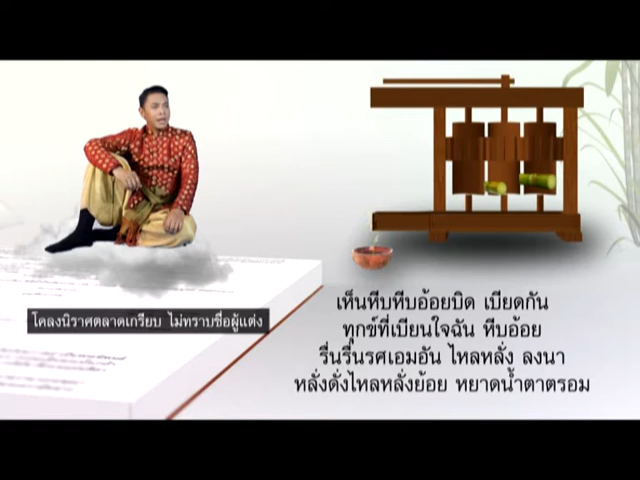 โคลงนิราศตลาดเกรียบ ไม่ทราบชื่อผู้แต่ง
เห็นหีบหีบอ้อยบิด เบียดกัน
ทุกข์ที่เบียนใจฉัน หีบอ้อย
รื่นรื่นรศเอมอัน ไหลหลั่ง ลงนา
หลั่งดั่งไหลหลั่งย้อย หยาดน้ำตาตรอม